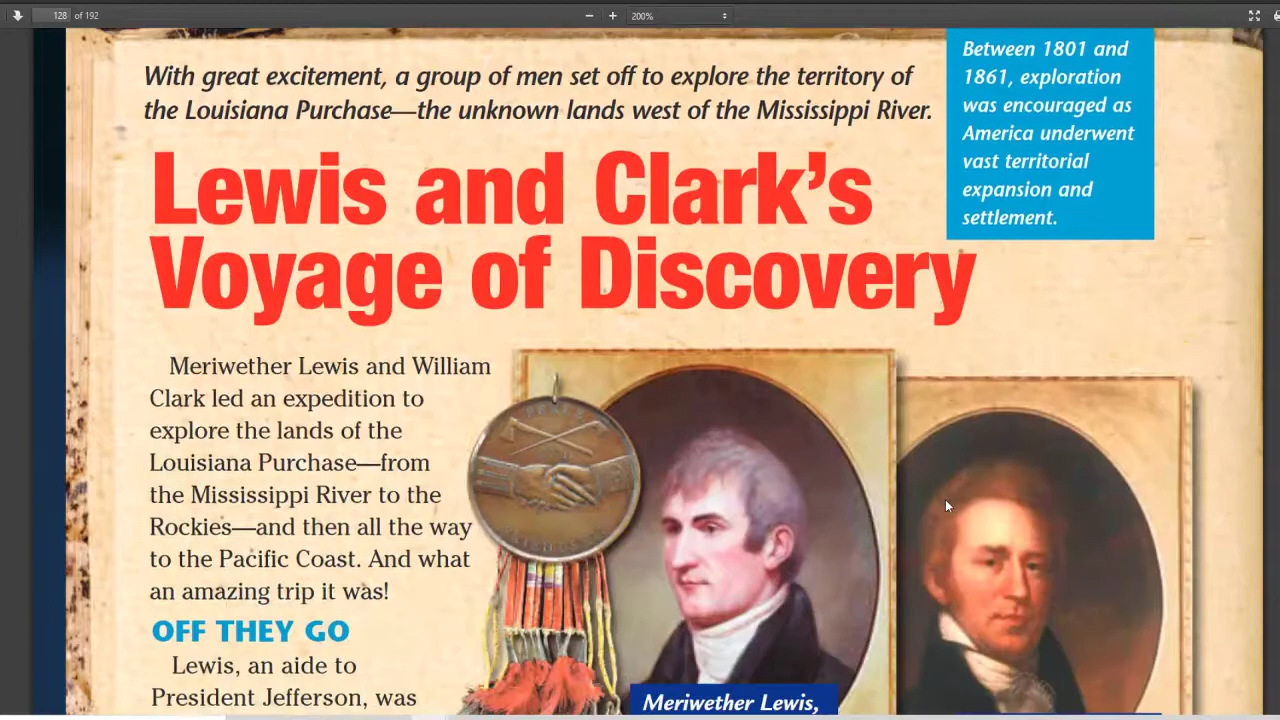 128 of 192
200%
With great excitement, a group of men set off to explore the territory of
the Louisiana Purchase—the unknown lands west of the Mississippi River.
Between 1801 and
1861, exploration
was encouraged as
America underwent
vast territorial
expansion and
settlement.
Lewis and Clark's
Voyage of Discovery
Meriwether Lewis and William
Clark led an expedition to
explore the lands of the
Louisiana Purchase—from
the Mississippi River to the
Rockies—and then all the way
to the Pacific Coast. And what
an amazing trip it was!
OFF THEY GO
Lewis, an aide to
President Jefferson, was
Meriwether Lewis,